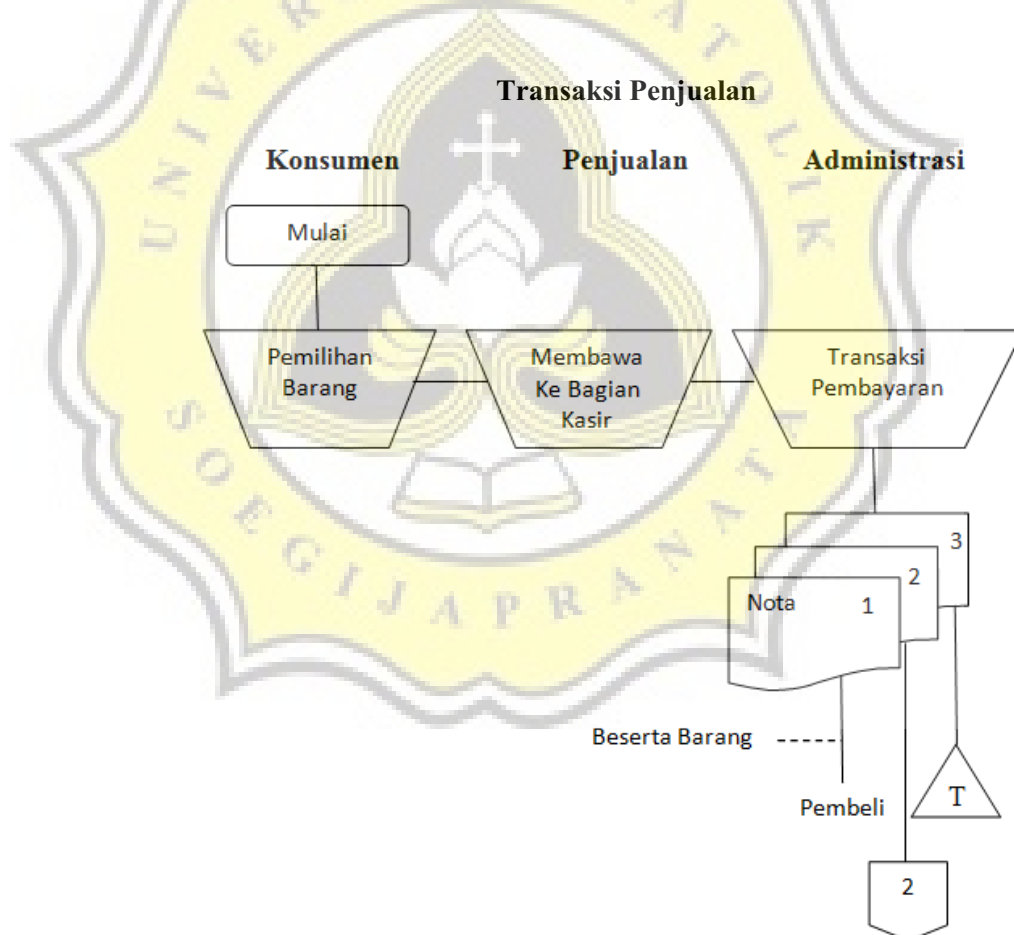 Transaksi Penjualan
Konsumen Penjualan Administrasi
Mulai
Pemilihan
Barang
Membawa
Ke Bagian
Kasir
Transaksi
Pembayaran
3
2
Nota 1
Beserta Barang
Pembeli
T
2
SOEGIJAPRANATA